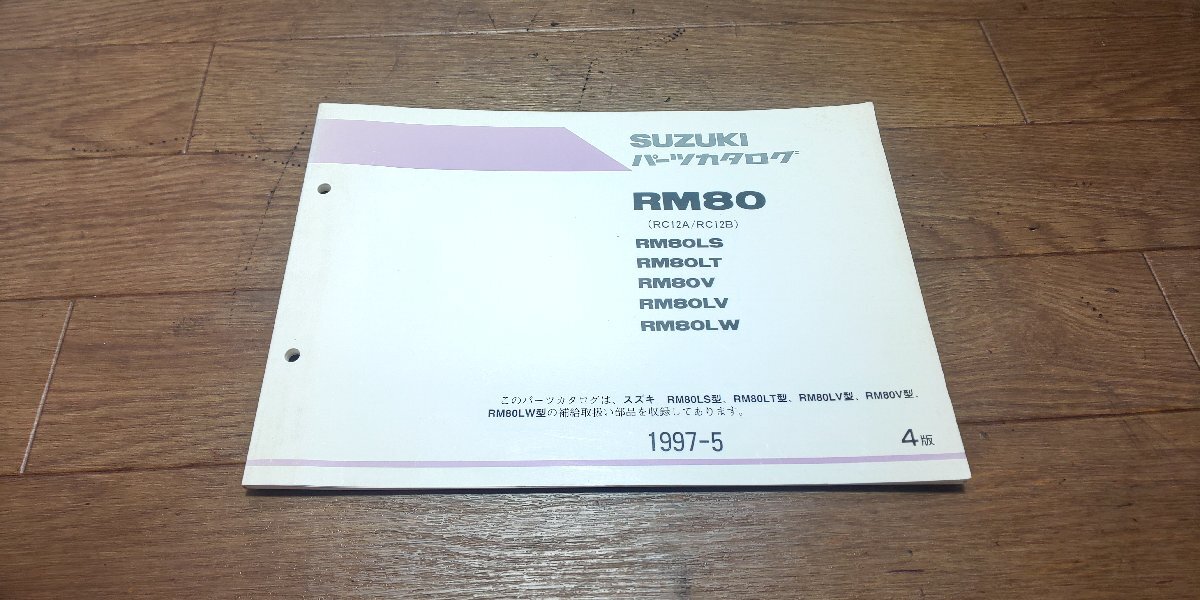 SUZUKI
パーツカタログ
RM80
(RC12A/RC12B)
RM80LS
RM80LT
RM80V
RM80LV
RM80LW
このパーツカタログは、スズキ RM80LS型、RM80LT型、RM80LV型、RM80V型、
RM80LW型の補給取扱い部品を収録してあります。
1997-5
4版